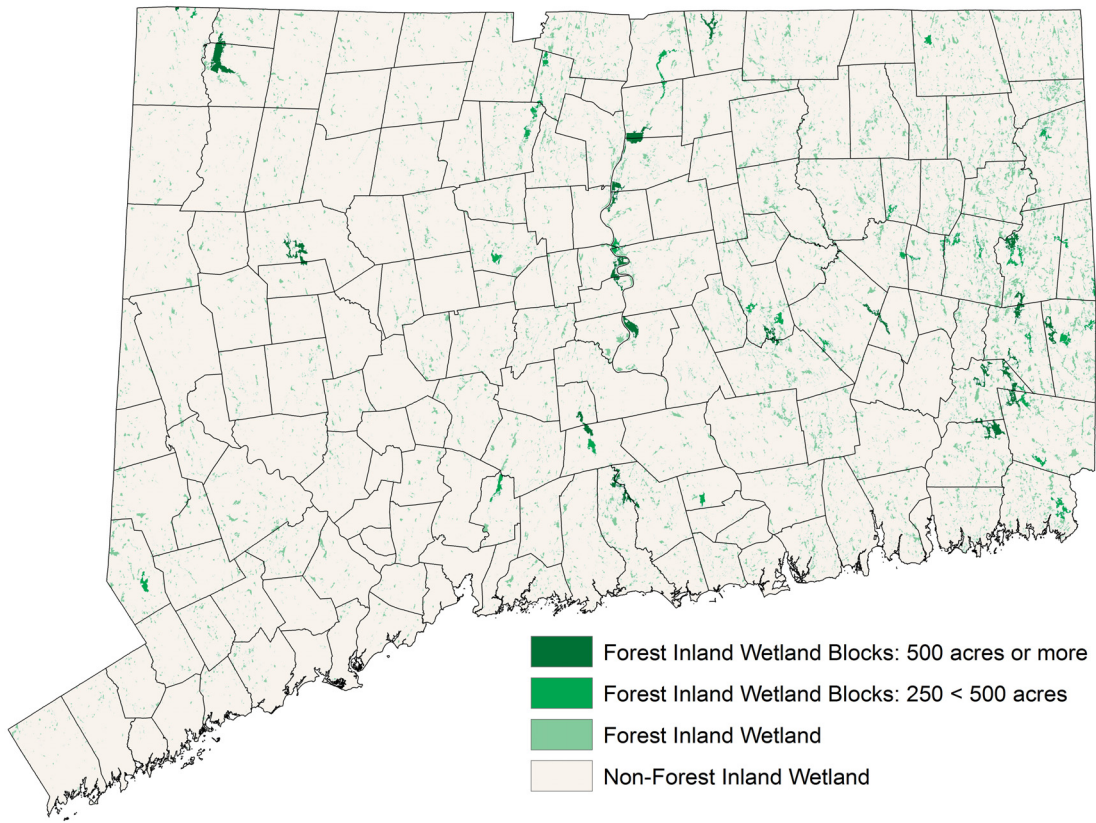 Forest Inland Wetland Blocks: 500 acres or more
Forest Inland Wetland Blocks: 250 < 500 acres
Forest Inland Wetland
Non-Forest Inland Wetland